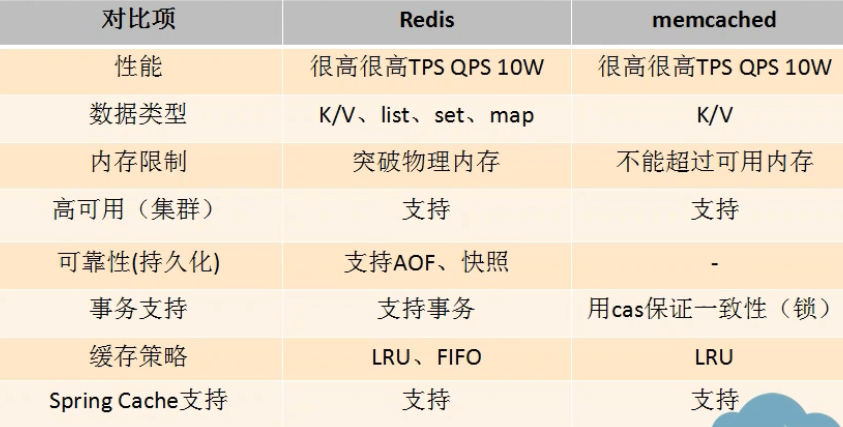 对比项 Redis memcached
性能 很高很高TPS QPS 10W 很高很高TPS QPS 10W
数据类型 K/V、list、set、map K/V
内存限制 突破物理内存 不能超过可用内存
高可用（集群） 支持 支持
可靠性(持久化) 支持AOF、快照 -
事务支持 支持事务 用cas保证一致性（锁）
缓存策略 LRU、FIFO LRU
Spring Cache支持 支持 支持